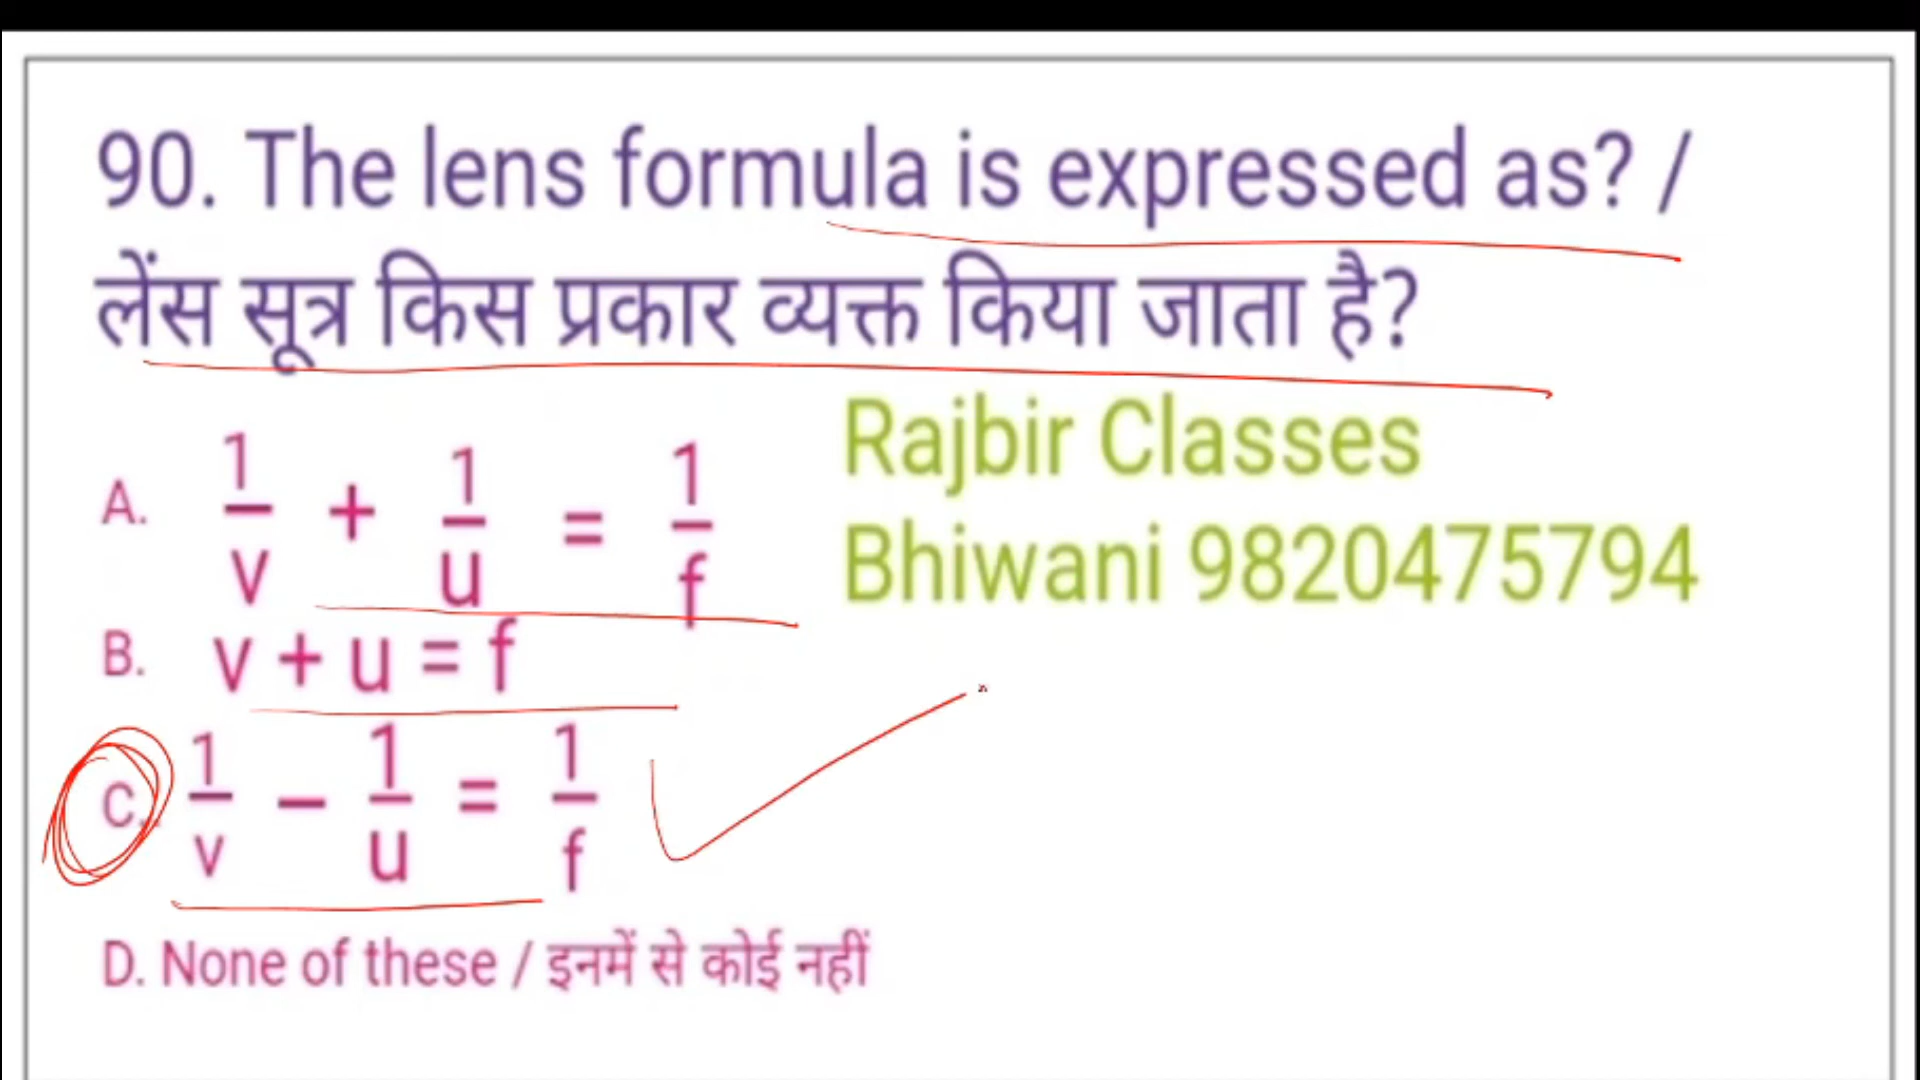 90. The lens formula is expressed as? /
लेंस सूत्र किस प्रकार व्यक्त किया जाता है?
Rajbir Classes
Bhiwani 9820475794
A. 1/v + 1/u = 1/f
B. v + u = f
C. 1/v − 1/u = 1/f
D. None of these / इनमें से कोई नहीं